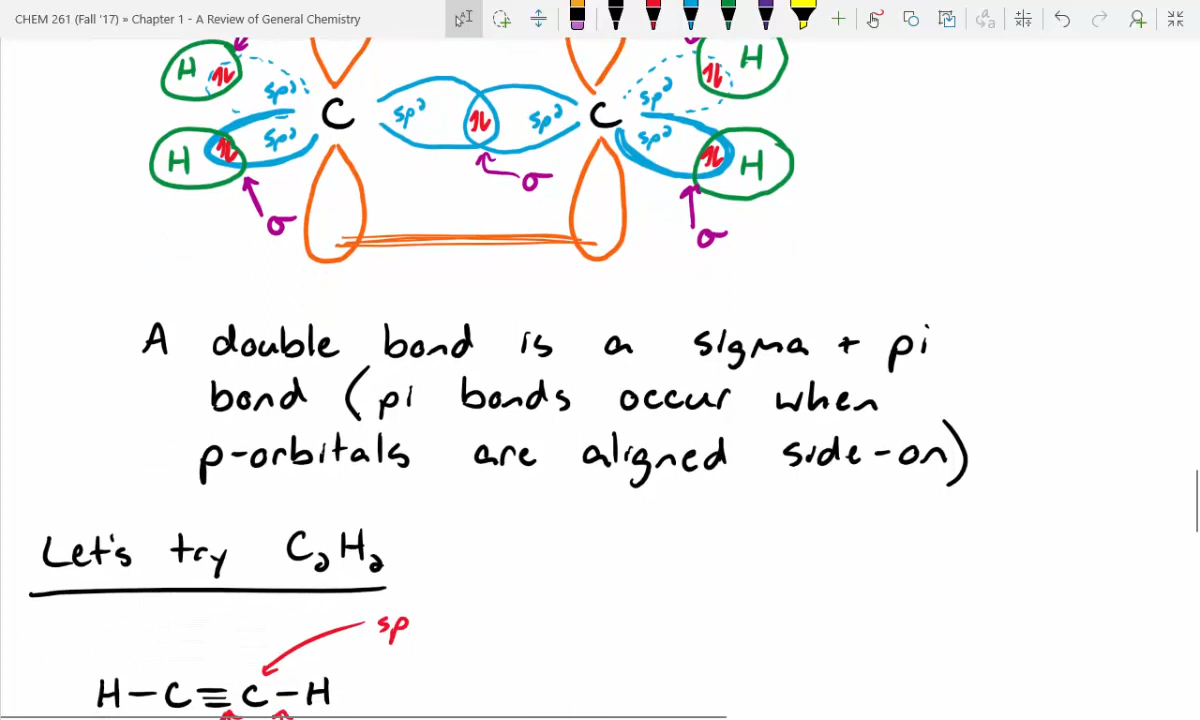 CHEM 261 (Fall '17) » Chapter 1 - A Review of General Chemistry
H sp² sp² H
C sp² sp² C
H sp² sp² H
σ σ σ
A double bond is a sigma + pi
bond (pi bonds occur when
p-orbitals are aligned side-on)
Let's try C₂H₂
sp
H-C≡C-H